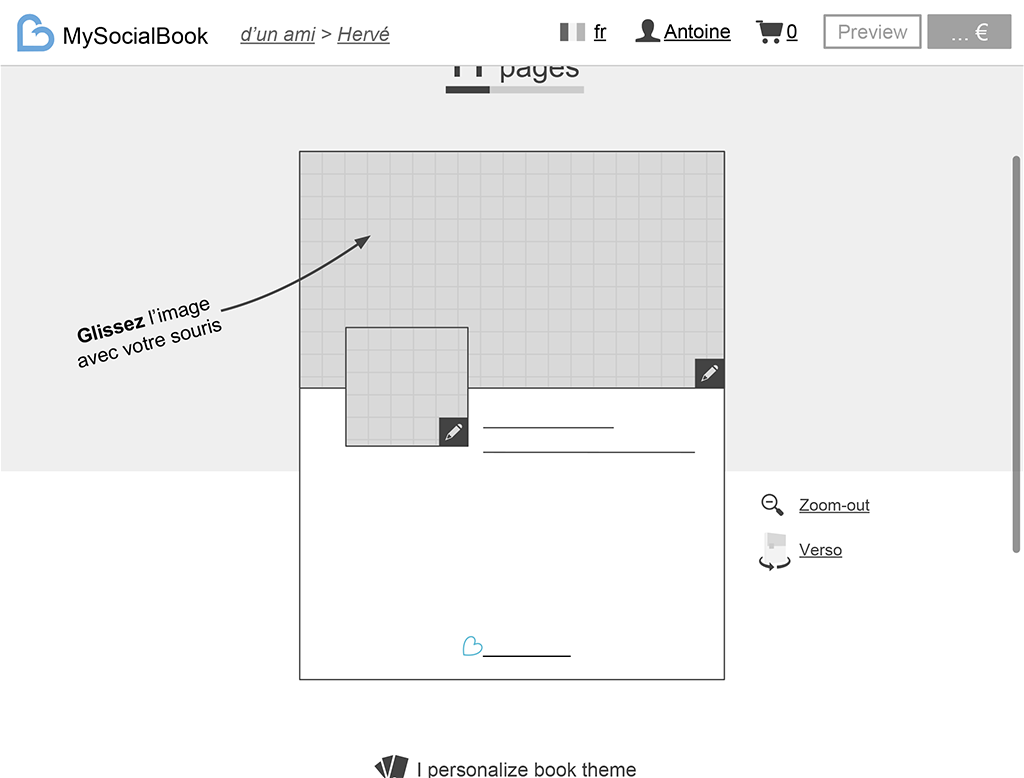 MySocialBook
d'un ami > Hervé
fr
Antoine
0
Preview
... €
pages
Glissez l'image
avec votre souris
Zoom-out
Verso
I personalize book theme